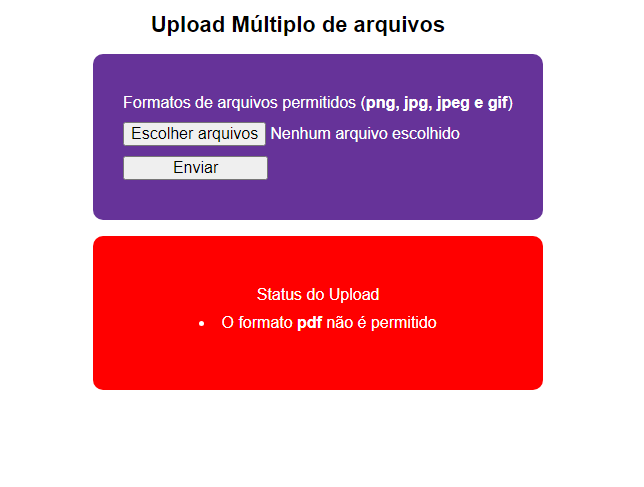 Upload Múltiplo de arquivos
Formatos de arquivos permitidos (png, jpg, jpeg e gif)
Escolher arquivos Nenhum arquivo escolhido
Enviar
Status do Upload
• O formato pdf não é permitido